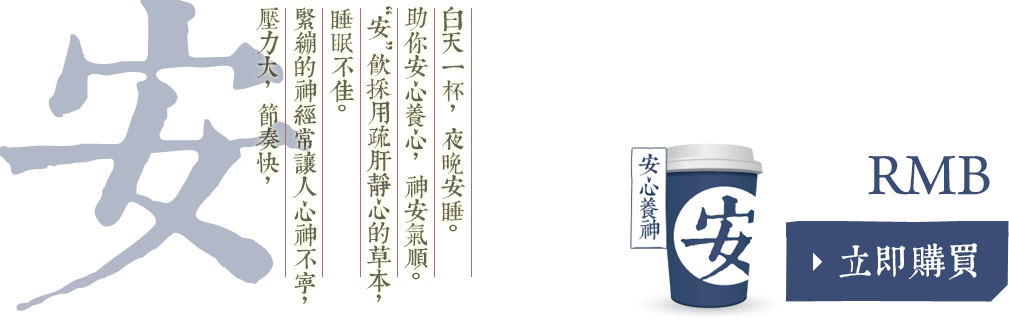 安
壓力大，節奏快，
緊繃的神經常讓人心神不寧，
睡眠不佳。
“安”飲採用疏肝靜心的草本，
助你安心養心，神安氣順。
白天一杯，夜晚安睡。
安心養神
安
RMB
立即購買